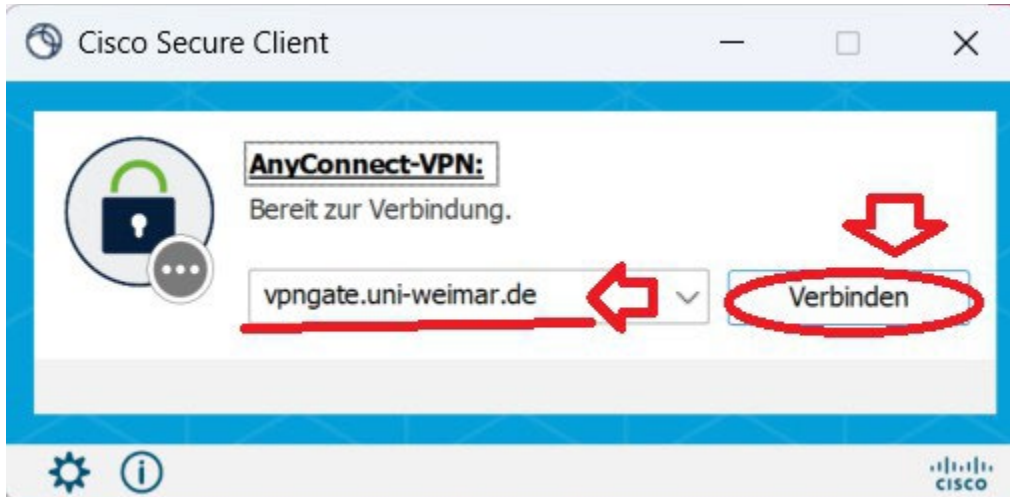 Cisco Secure Client
AnyConnect-VPN:
Bereit zur Verbindung.
vpngate.uni-weimar.de
Verbinden
CISCO